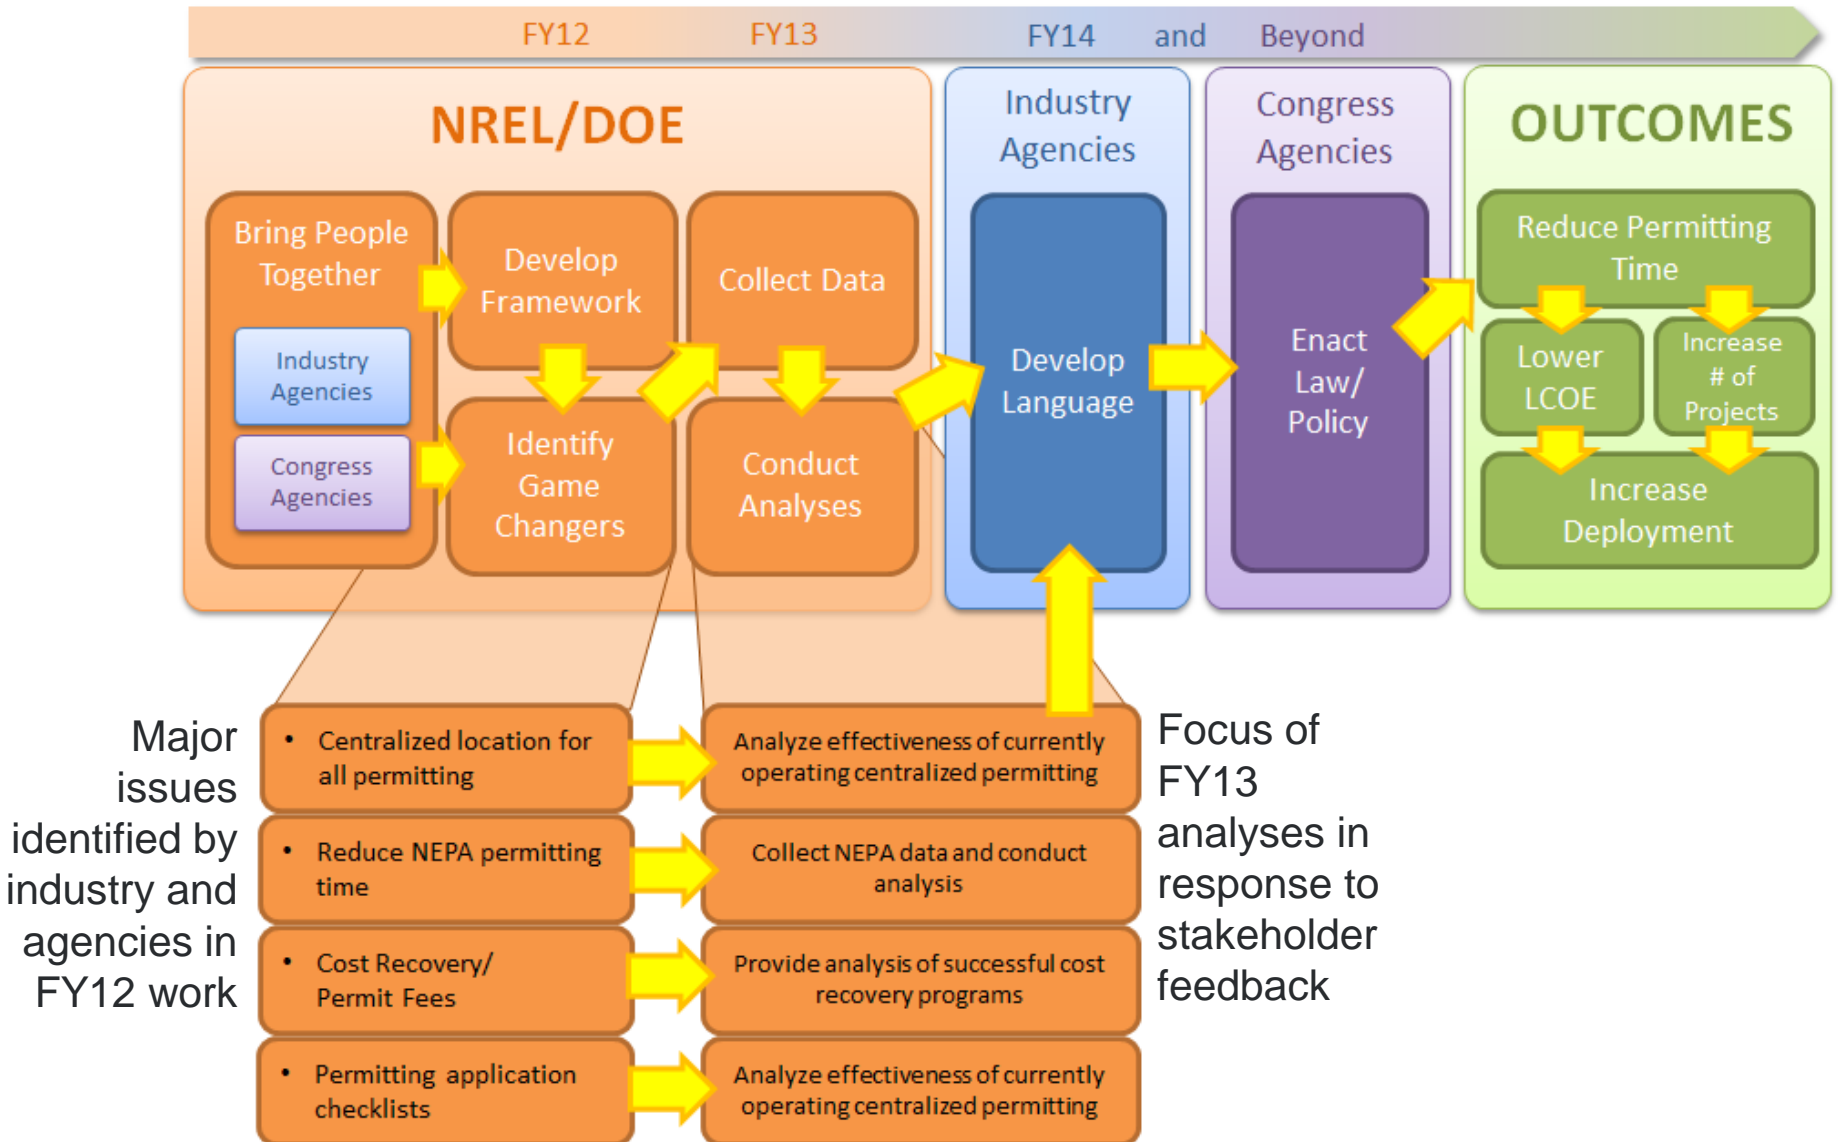 FY12 FY13 FY14 and Beyond
NREL/DOE
Bring People
Together
Industry
Agencies
Congress
Agencies
Develop
Framework
Identify
Game
Changers
Collect Data
Conduct
Analyses
Industry
Agencies
Develop
Language
Congress
Agencies
Enact
Law/
Policy
OUTCOMES
Reduce Permitting
Time
Lower
LCOE
Increase
# of
Projects
Increase
Deployment
Major
issues
identified by
industry and
agencies in
FY12 work
• Centralized location for
all permitting
• Reduce NEPA permitting
time
• Cost Recovery/
Permit Fees
• Permitting application
checklists
Analyze effectiveness of currently
operating centralized permitting
Collect NEPA data and conduct
analysis
Provide analysis of successful cost
recovery programs
Analyze effectiveness of currently
operating centralized permitting
Focus of
FY13
analyses in
response to
stakeholder
feedback